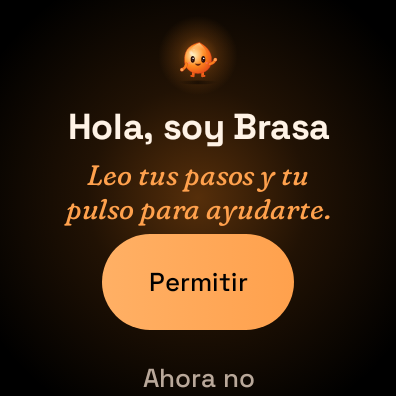 Hola, soy Brasa
Leo tus pasos y tu
pulso para ayudarte.
Permitir
Ahora no